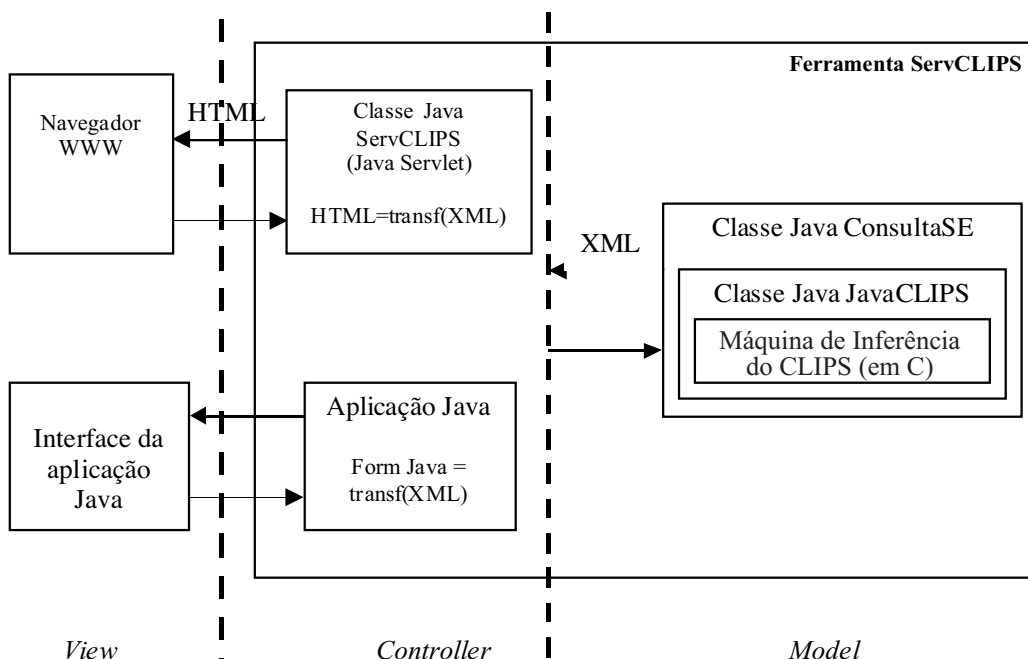 Ferramenta ServCLIPS
Navegador
WWW
HTML
Classe Java
ServCLIPS
(Java Servlet)
HTML=transf(XML)
XML
Classe Java ConsultaSE
Classe Java JavaCLIPS
Máquina de Inferência
do CLIPS (em C)
Interface da
aplicação
Java
Aplicação Java
Form Java =
transf(XML)
View
Controller
Model